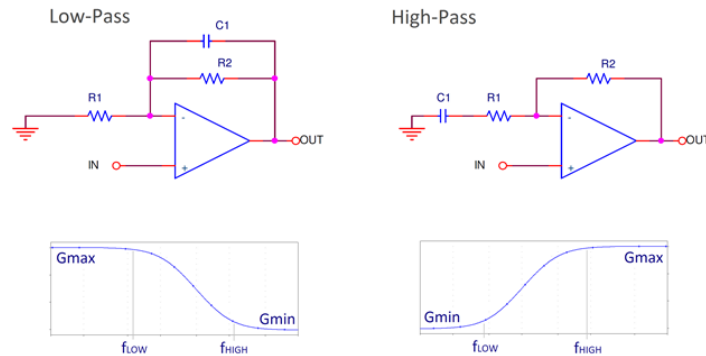 Low-Pass
High-Pass
C1
R2
R1
-
+
IN
OUT
R2
C1
R1
-
+
IN
OUT
Gmax
Gmin
fLOW
fHIGH
Gmax
Gmin
fLOW
fHIGH